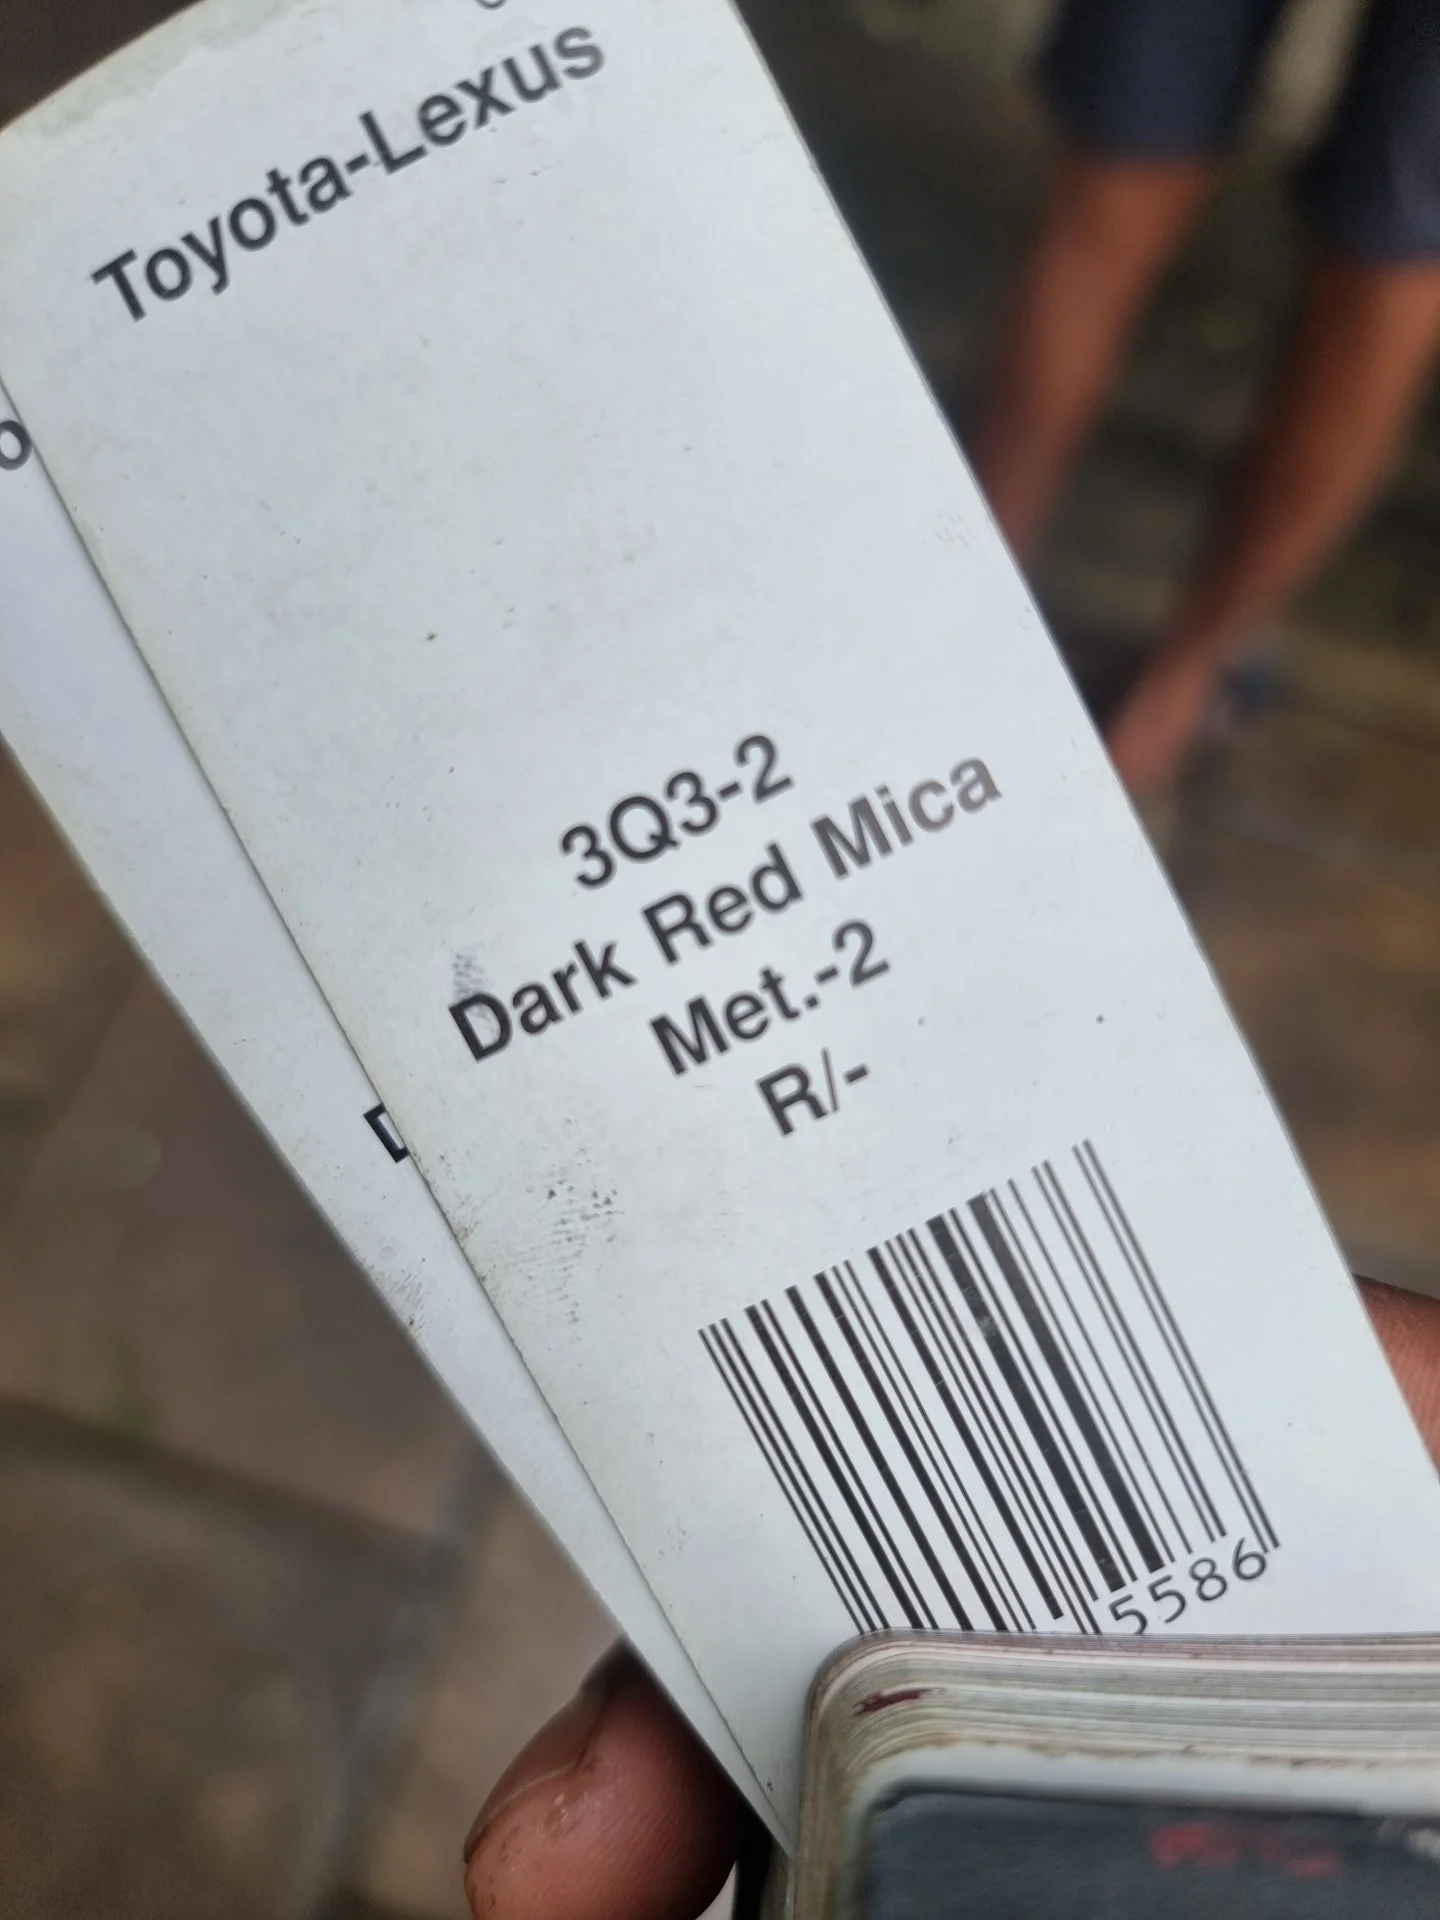 Toyota-Lexus
3Q3-2
Dark Red Mica
Met.-2
R/-
5586